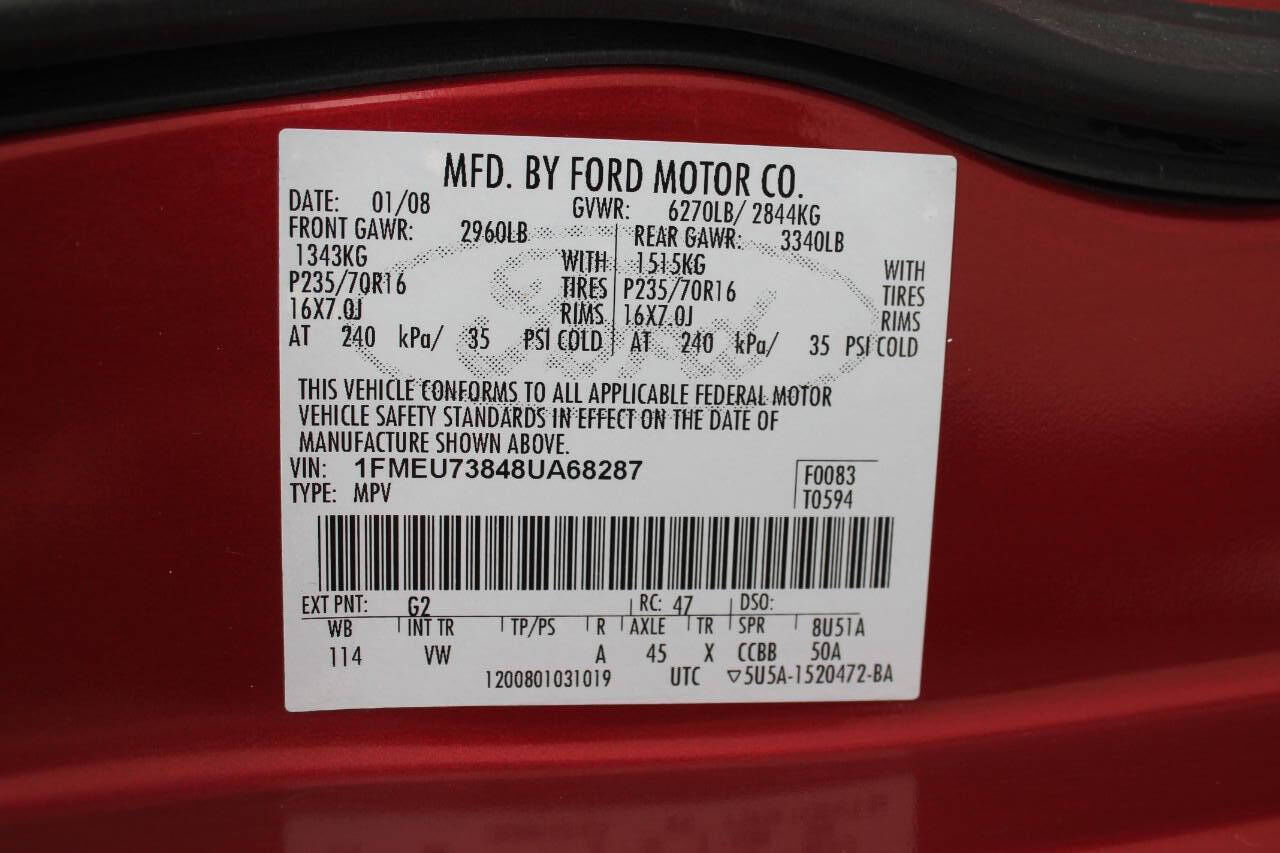 MFD. BY FORD MOTOR CO.
DATE: 01/08 GVWR: 6270LB/ 2844KG
FRONT GAWR: 2960LB REAR GAWR: 3340LB
1343KG WITH 1515KG WITH
P235/70R16 TIRES P235/70R16 TIRES
16X7.0J RIMS 16X7.0J RIMS
AT 240 kPa/ 35 PSI COLD AT 240 kPa/ 35 PSI COLD
Ford
THIS VEHICLE CONFORMS TO ALL APPLICABLE FEDERAL MOTOR
VEHICLE SAFETY STANDARDS IN EFFECT ON THE DATE OF
MANUFACTURE SHOWN ABOVE.
VIN: 1FMEU73848UA68287 F0083
TYPE: MPV T0594
EXT PNT: G2 RC: 47 DSO:
WB INT TR TP/PS R AXLE TR SPR 8U51A
114 VW A 45 X CCBB 50A
1200801031019 UTC ▽5U5A-1520472-BA